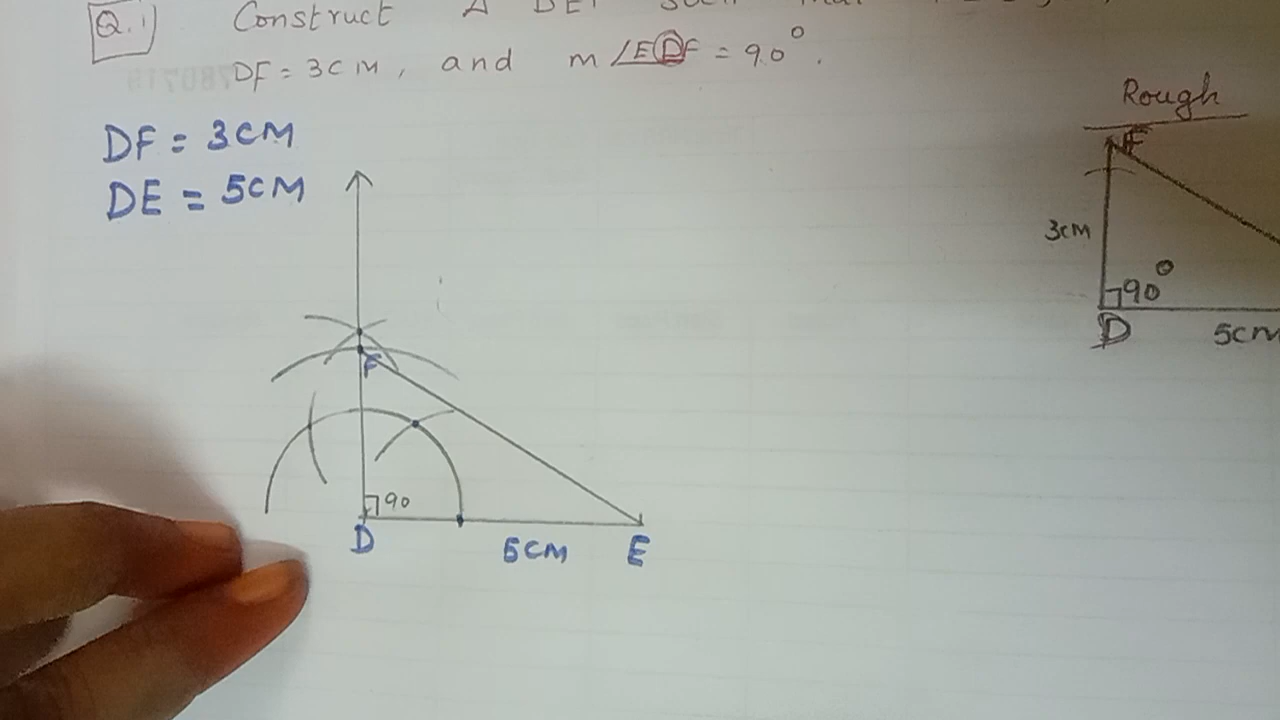 Q.1 Construct
DF = 3CM, and m∠EDF = 90°.
DF = 3CM
DE = 5CM
Rough
F
3cm
90°
D
5cm
F
90
D 5CM E